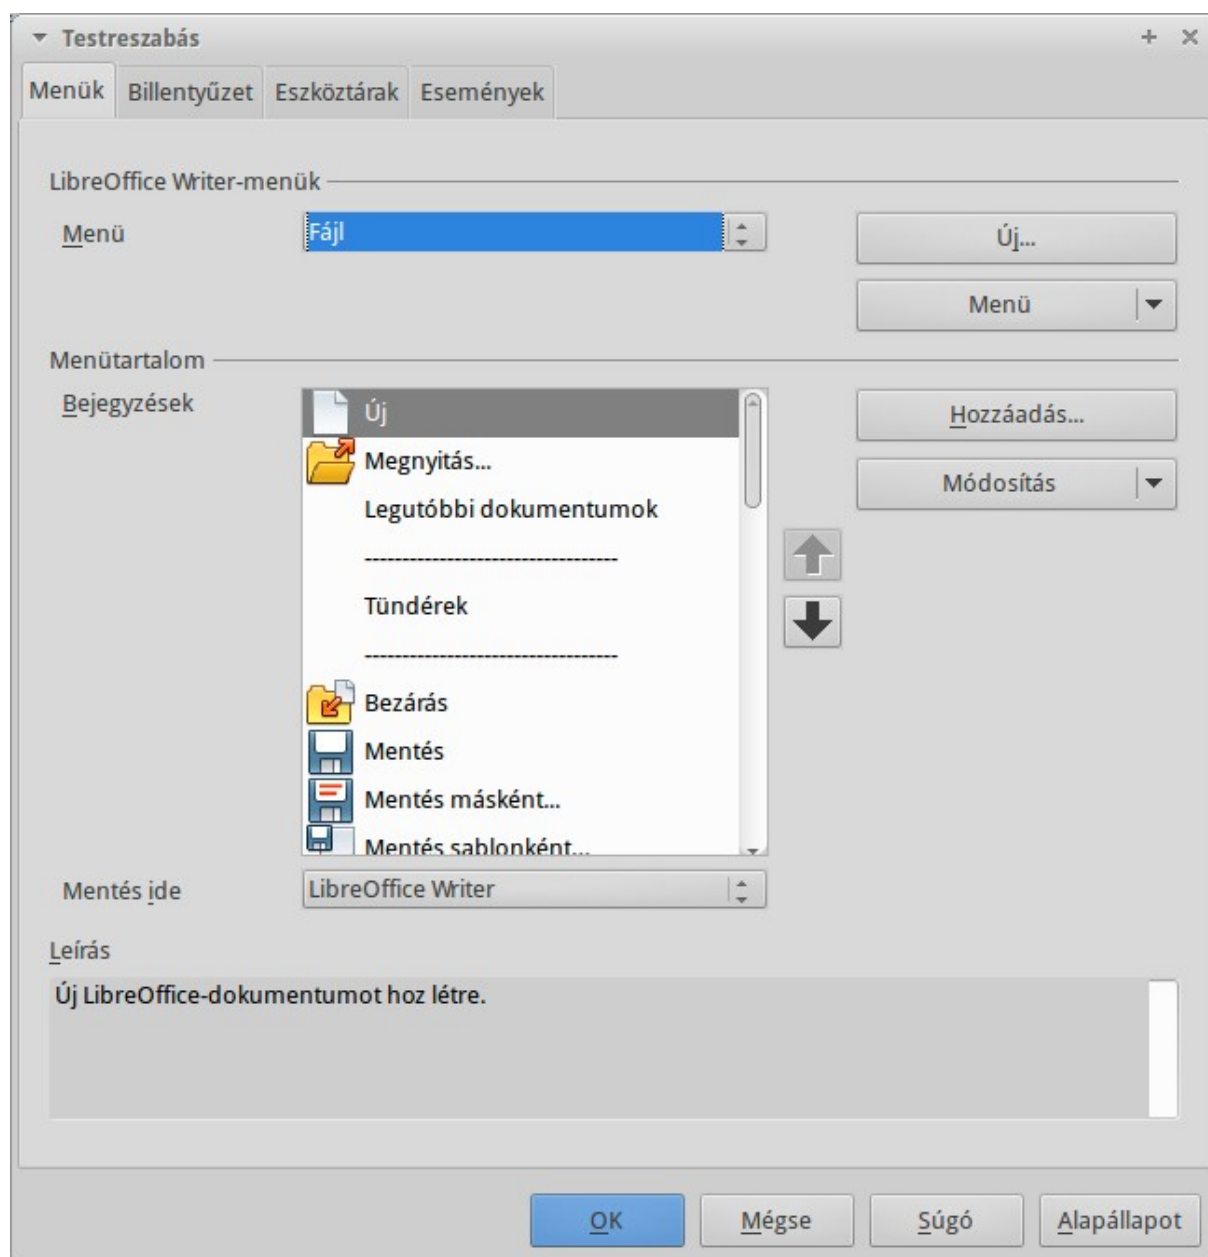 Testreszabás
Menük Billentyűzet Eszköztárak Események
LibreOffice Writer-menük
Menü Fájl Új...
Menü
Menütartalom
Bejegyzések Új Hozzáadás...
Megnyitás...
Módosítás
Legutóbbi dokumentumok
----------------------------------
Tündérek
----------------------------------
Bezárás
Mentés
Mentés másként...
Mentés sablonként...
Mentés ide LibreOffice Writer
Leírás
Új LibreOffice-dokumentumot hoz létre.
OK Mégse Súgó Alapállapot